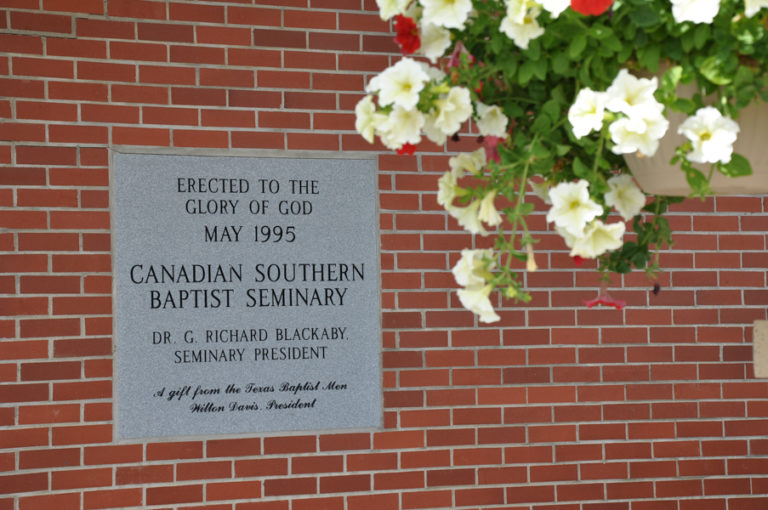 ERECTED TO THE
GLORY OF GOD
MAY 1995
CANADIAN SOUTHERN
BAPTIST SEMINARY
DR. G. RICHARD BLACKABY,
SEMINARY PRESIDENT
A gift from the Texas Baptist Men
Wilton Davis, President